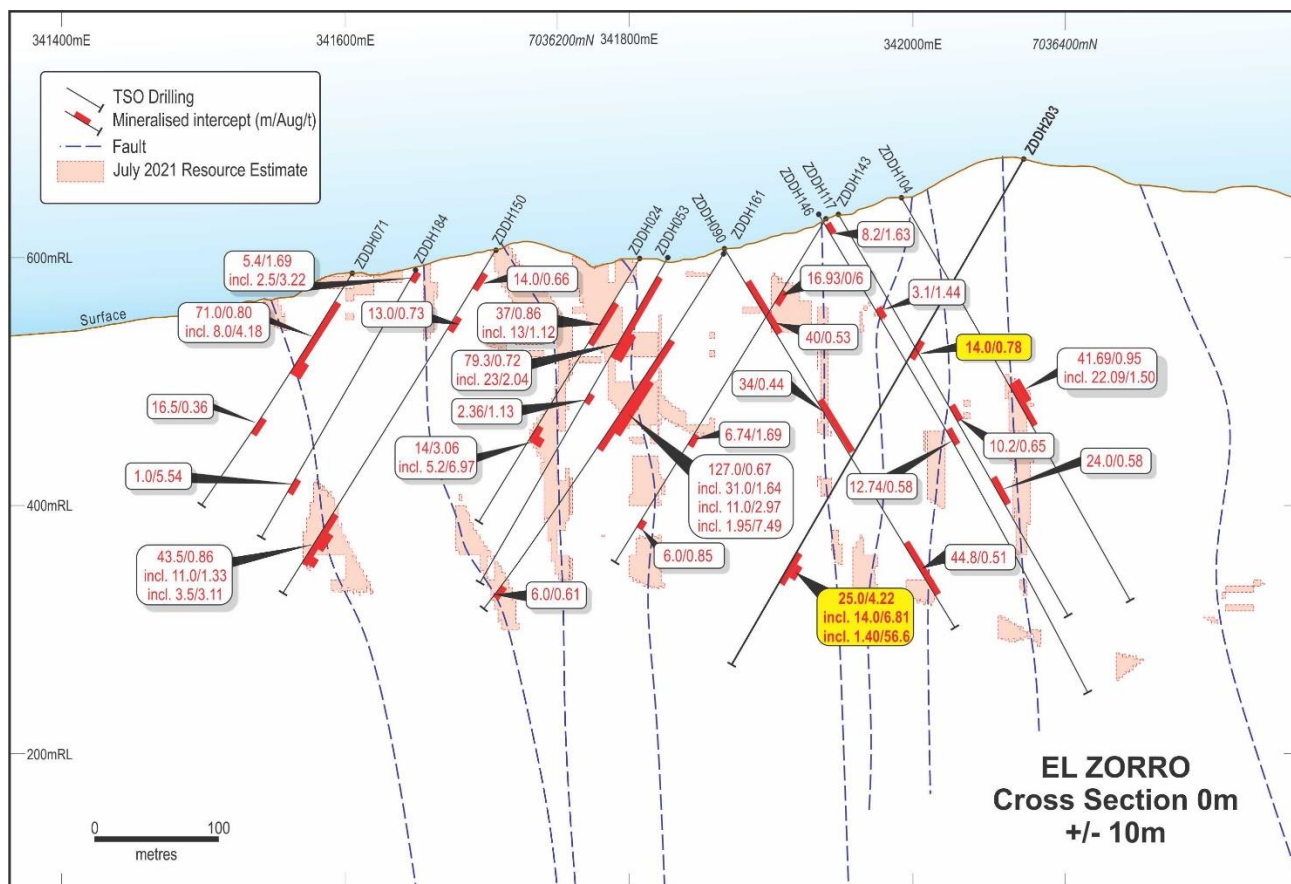 341400mE
341600mE
7036200mN
341800mE
342000mE
7036400mN
TSO Drilling
Mineralised intercept (m/Aug/t)
Fault
July 2021 Resource Estimate
ZDDH071
ZDDH184
ZDDH150
ZDDH024
ZDDH053
ZDDH090
ZDDH161
ZDDH146
ZDDH117
ZDDH143
ZDDH104
ZDDH203
600mRL
400mRL
200mRL
Surface
5.4/1.69
incl. 2.5/3.22
71.0/0.80
incl. 8.0/4.18
16.5/0.36
1.0/5.54
43.5/0.86
incl. 11.0/1.33
incl. 3.5/3.11
13.0/0.73
14.0/0.66
37/0.86
incl. 13/1.12
79.3/0.72
incl. 23/2.04
2.36/1.13
14/3.06
incl. 5.2/6.97
6.0/0.61
127.0/0.67
incl. 31.0/1.64
incl. 11.0/2.97
incl. 1.95/7.49
6.74/1.69
6.0/0.85
8.2/1.63
16.93/0/6
40/0.53
34/0.44
3.1/1.44
14.0/0.78
41.69/0.95
incl. 22.09/1.50
10.2/0.65
24.0/0.58
12.74/0.58
44.8/0.51
25.0/4.22
incl. 14.0/6.81
incl. 1.40/56.6
0
100
metres
EL ZORRO
Cross Section 0m
+/- 10m